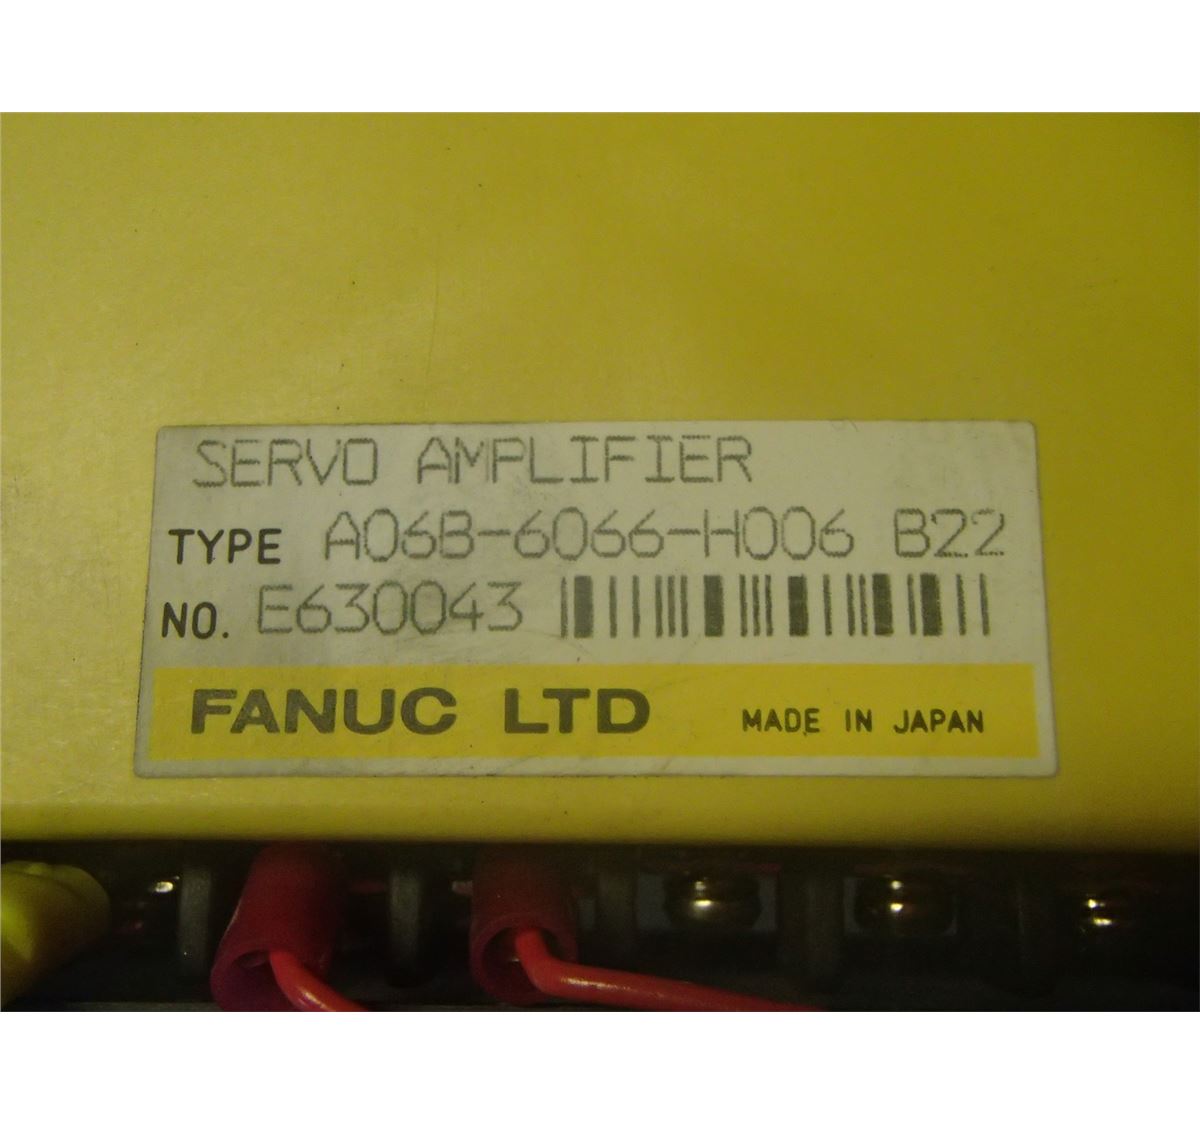 SERVO AMPLIFIER
TYPE A06B-6066-H006 B22
NO. E630043
FANUC LTD MADE IN JAPAN